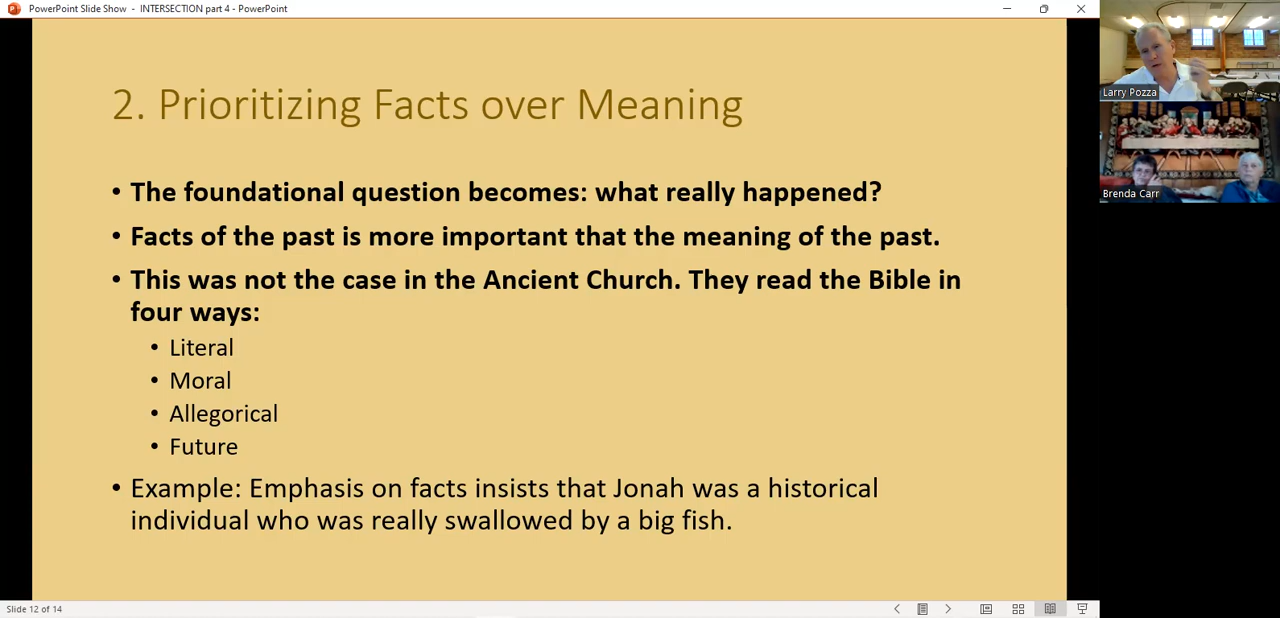 PowerPoint Slide Show - INTERSECTION part 4 - PowerPoint
2. Prioritizing Facts over Meaning
• The foundational question becomes: what really happened?
• Facts of the past is more important that the meaning of the past.
• This was not the case in the Ancient Church. They read the Bible in
four ways:
• Literal
• Moral
• Allegorical
• Future
• Example: Emphasis on facts insists that Jonah was a historical
individual who was really swallowed by a big fish.
Slide 12 of 14
Larry Pozza
Brenda Carr